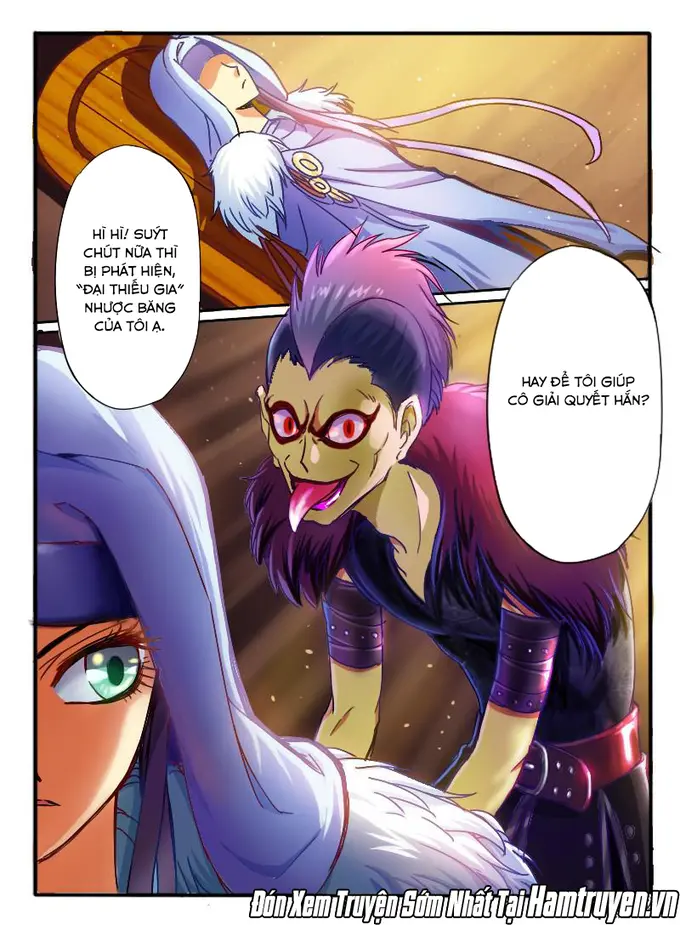 HÌ HÌ! SUÝT
CHÚT NỮA THÌ
BỊ PHÁT HIỆN,
"ĐẠI THIẾU GIA"
NHƯỢC BĂNG
CỦA TÔI Ạ.
HAY ĐỂ TÔI GIÚP
CÔ GIẢI QUYẾT HẮN?
Đón Xem Truyện Sớm Nhất Tại Hamtruyen.vn